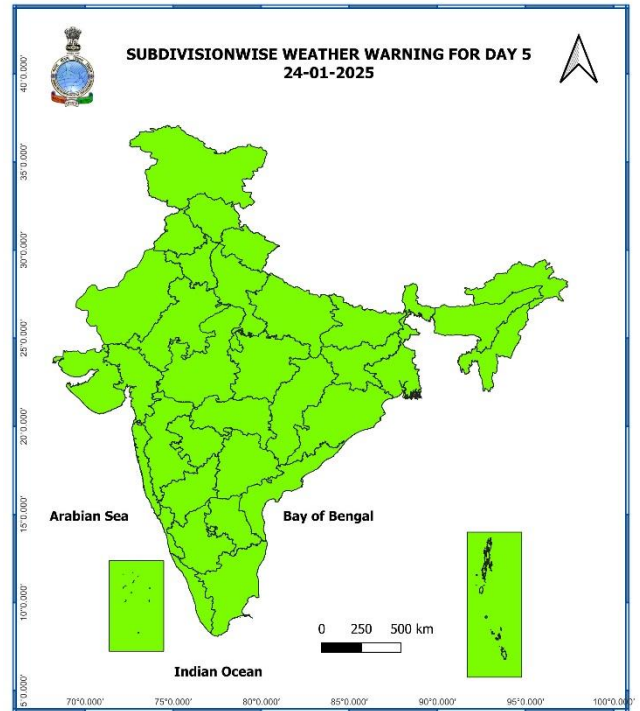 SUBDIVISIONWISE WEATHER WARNING FOR DAY 5
24-01-2025
40°0.000'
35°0.000'
30°0.000'
25°0.000'
20°0.000'
15°0.000'
10°0.000'
5°0.000'
Arabian Sea
Bay of Bengal
0 250 500 km
Indian Ocean
70°0.000' 75°0.000' 80°0.000' 85°0.000' 90°0.000' 95°0.000' 100°0.000'